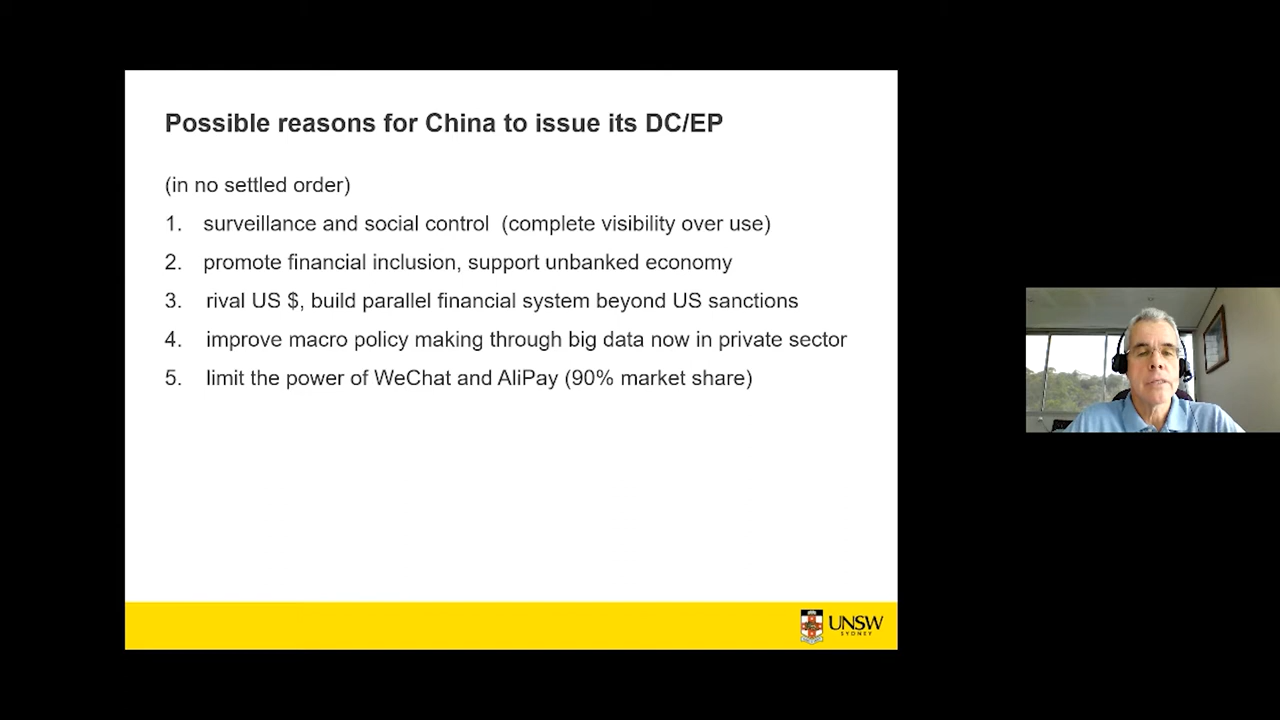 Possible reasons for China to issue its DC/EP
(in no settled order)
1. surveillance and social control (complete visibility over use)
2. promote financial inclusion, support unbanked economy
3. rival US $, build parallel financial system beyond US sanctions
4. improve macro policy making through big data now in private sector
5. limit the power of WeChat and AliPay (90% market share)
UNSW
SYDNEY